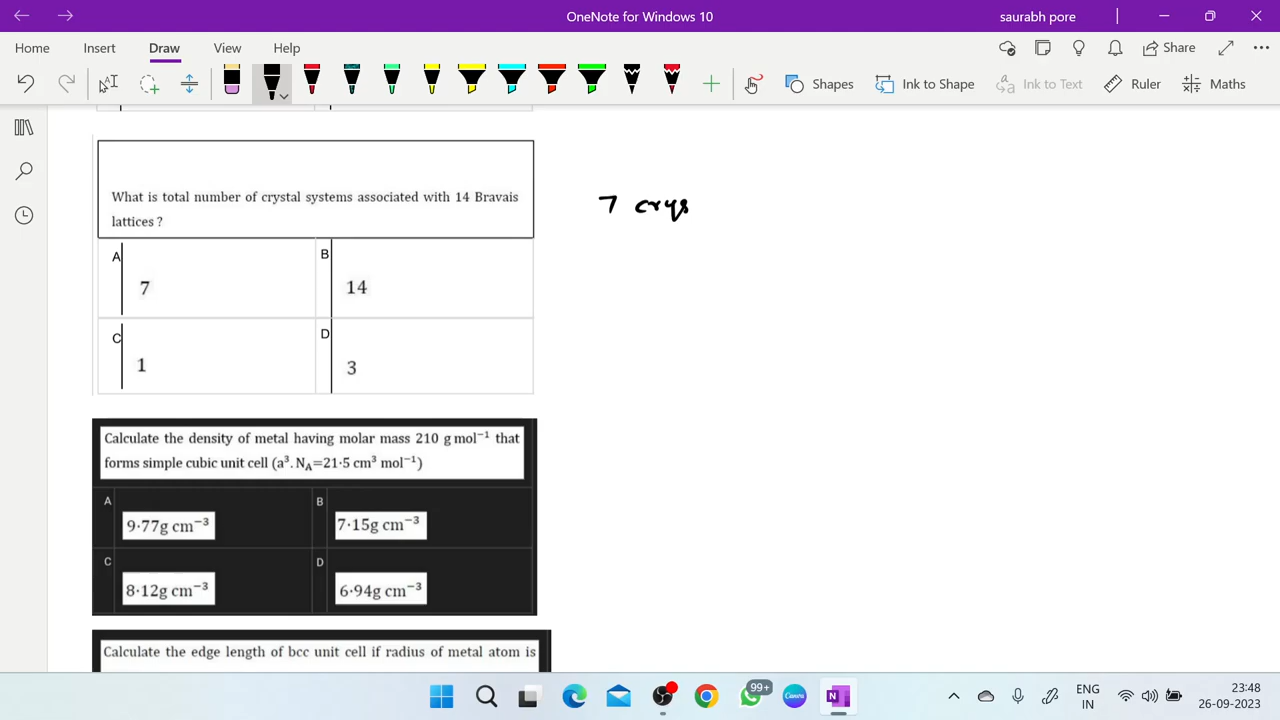 OneNote for Windows 10
saurabh pore
Home Insert Draw View Help
Share
Shapes
Ink to Shape
Ink to Text
Ruler
Maths
What is total number of crystal systems associated with 14 Bravais
lattices ?
7 crys
A
7
B
14
C
1
D
3
Calculate the density of metal having molar mass 210 g mol⁻¹ that
forms simple cubic unit cell (a³. N_A=21·5 cm³ mol⁻¹)
A
9·77g cm⁻³
B
7·15g cm⁻³
C
8·12g cm⁻³
D
6·94g cm⁻³
Calculate the edge length of bcc unit cell if radius of metal atom is
99+
ENG
IN
23:48
26-09-2023